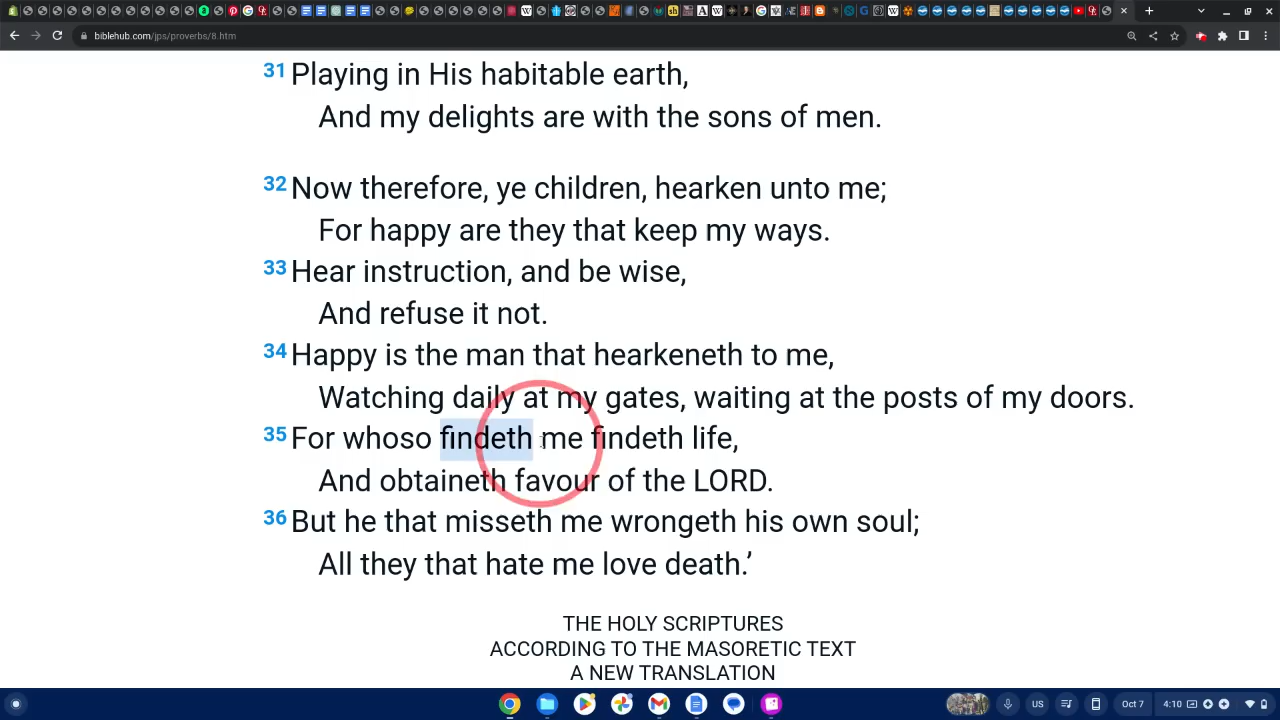 biblehub.com/jps/proverbs/8.htm
31 Playing in His habitable earth,
And my delights are with the sons of men.
32 Now therefore, ye children, hearken unto me;
For happy are they that keep my ways.
33 Hear instruction, and be wise,
And refuse it not.
34 Happy is the man that hearkeneth to me,
Watching daily at my gates, waiting at the posts of my doors.
35 For whoso findeth me findeth life,
And obtaineth favour of the LORD.
36 But he that misseth me wrongeth his own soul;
All they that hate me love death.’
THE HOLY SCRIPTURES
ACCORDING TO THE MASORETIC TEXT
A NEW TRANSLATION
US
Oct 7
4:10